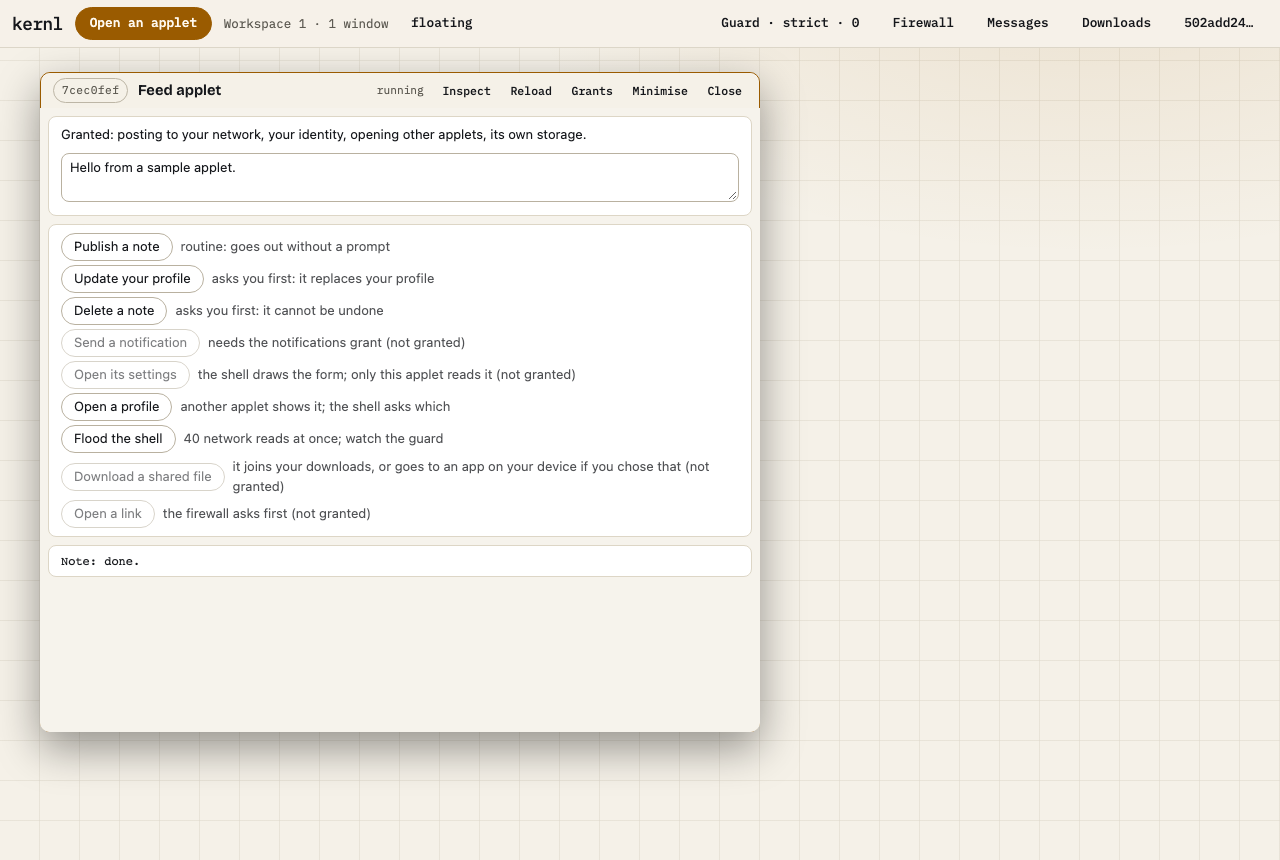 kernl Open an applet Workspace 1 · 1 window floating Guard · strict · 0 Firewall Messages Downloads 502add24…
7cec0fef Feed applet running Inspect Reload Grants Minimise Close
Granted: posting to your network, your identity, opening other applets, its own storage.
Hello from a sample applet.
Publish a note routine: goes out without a prompt
Update your profile asks you first: it replaces your profile
Delete a note asks you first: it cannot be undone
Send a notification needs the notifications grant (not granted)
Open its settings the shell draws the form; only this applet reads it (not granted)
Open a profile another applet shows it; the shell asks which
Flood the shell 40 network reads at once; watch the guard
Download a shared file it joins your downloads, or goes to an app on your device if you chose that (not
granted)
Open a link the firewall asks first (not granted)
Note: done.